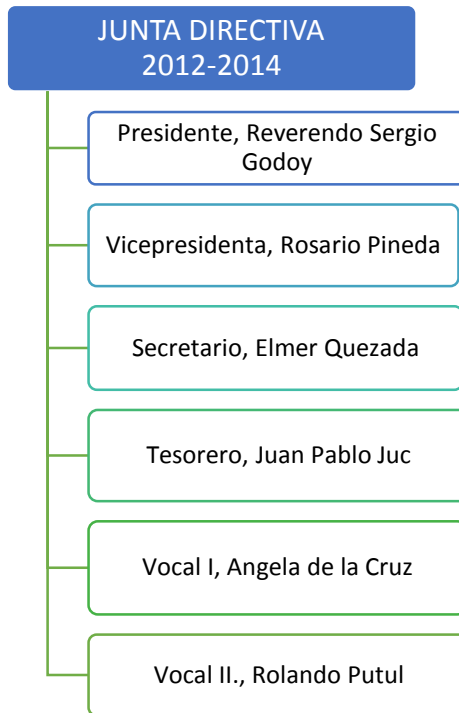 JUNTA DIRECTIVA
2012-2014
Presidente, Reverendo Sergio
Godoy
Vicepresidenta, Rosario Pineda
Secretario, Elmer Quezada
Tesorero, Juan Pablo Juc
Vocal I, Angela de la Cruz
Vocal II., Rolando Putul